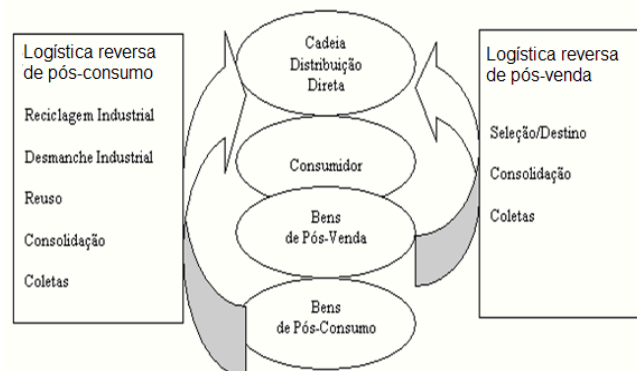 Logística reversa
de pós-consumo
Reciclagem Industrial
Desmanche Industrial
Reuso
Consolidação
Coletas
Cadeia
Distribuição
Direta
Consumidor
Bens
de Pós-Venda
Bens
de Pós-Consumo
Logística reversa
de pós-venda
Seleção/Destino
Consolidação
Coletas